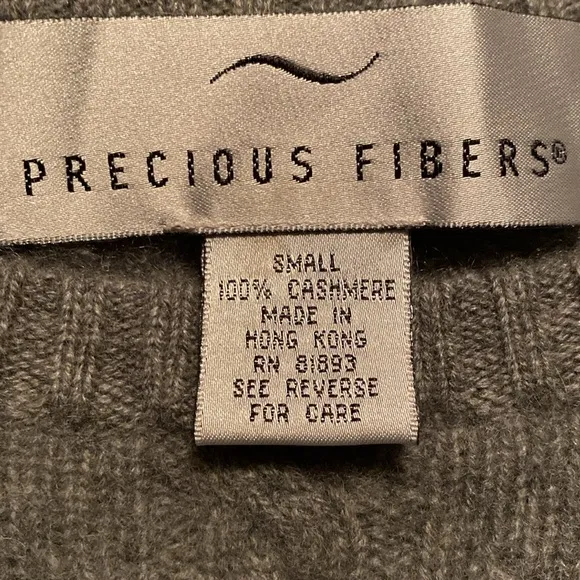 PRECIOUS FIBERS®
SMALL
100% CASHMERE
MADE IN
HONG KONG
RN 81893
SEE REVERSE
FOR CARE